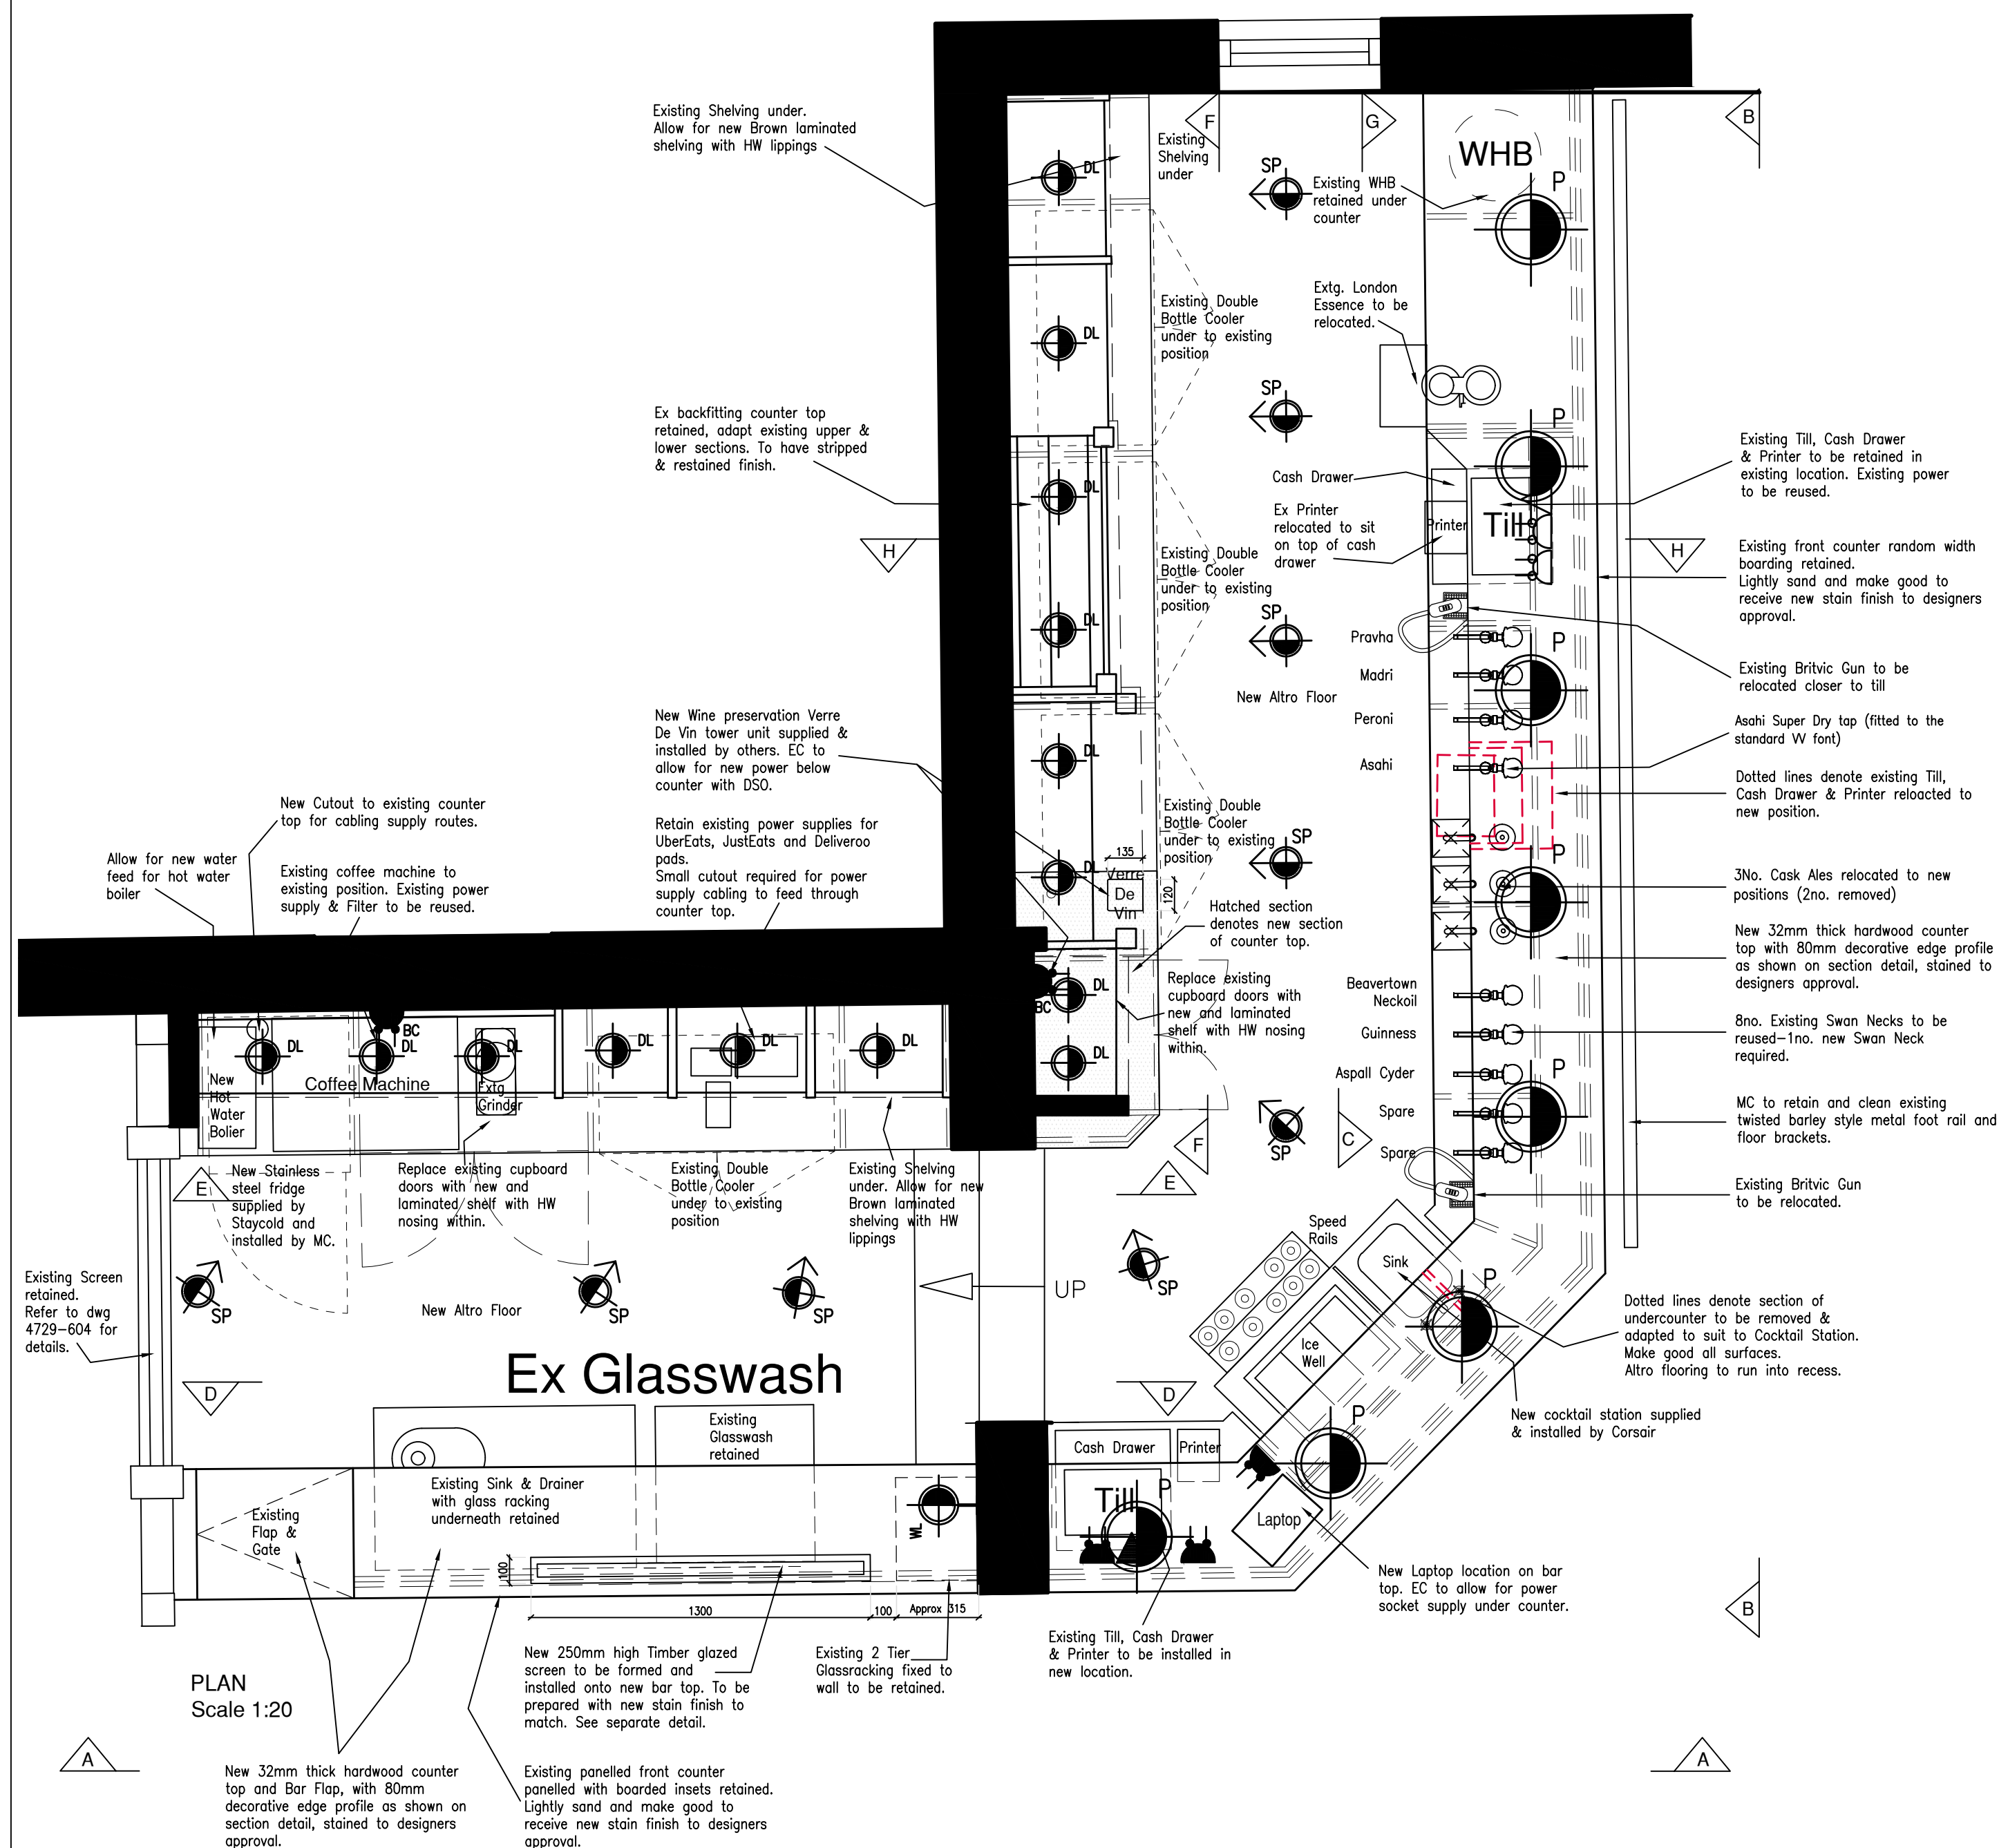 Existing Shelving under.
Allow for new Brown laminated
shelving with HW lippings
Existing
Shelving
under
F
G
B
WHB
SP
P
DL
Existing WHB
retained under
counter
Extg. London
Essence to be
relocated.
Existing Double
Bottle Cooler
under to existing
position
DL
SP
P
Ex backfitting counter top
retained, adapt existing upper &
lower sections. To have stripped
& restained finish.
DL
Cash Drawer
Ex Printer
relocated to sit
on top of cash
drawer
Printer
Till
Existing Till, Cash Drawer
& Printer to be retained in
existing location. Existing power
to be reused.
H
H
Existing Double
Bottle Cooler
under to existing
position
Existing front counter random width
boarding retained.
Lightly sand and make good to
receive new stain finish to designers
approval.
DL
SP
P
Pravha
Madri
Peroni
Asahi
New Altro Floor
Existing Britvic Gun to be
relocated closer to till
Asahi Super Dry tap (fitted to the
standard W font)
Dotted lines denote existing Till,
Cash Drawer & Printer reloacted to
new position.
New Wine preservation Verre
De Vin tower unit supplied &
installed by others. EC to
allow for new power below
counter with DSO.
Retain existing power supplies for
UberEats, JustEats and Deliveroo
pads.
Small cutout required for power
supply cabling to feed through
counter top.
DL
Existing Double
Bottle Cooler
under to existing
position
SP
P
135
120
DL
Verre
De
Vin
Hatched section
denotes new section
of counter top.
3No. Cask Ales relocated to new
positions (2no. removed)
New 32mm thick hardwood counter
top with 80mm decorative edge profile
as shown on section detail, stained to
designers approval.
New Cutout to existing counter
top for cabling supply routes.
Allow for new water
feed for hot water
boiler
Existing coffee machine to
existing position. Existing power
supply & Filter to be reused.
Replace existing
cupboard doors with
new and laminated
shelf with HW nosing
within.
DL
BC
DL
Beavertown
Neckoil
Guinness
Aspall Cyder
Spare
Spare
P
8no. Existing Swan Necks to be
reused-1no. new Swan Neck
required.
MC to retain and clean existing
twisted barley style metal foot rail and
floor brackets.
Existing Britvic Gun
to be relocated.
DL
BC
DL
DL
DL
DL
DL
New
Hot
Water
Bolier
Coffee Machine
Extg
Grinder
E
New Stainless
steel fridge
supplied by
Staycold and
installed by MC.
Replace existing cupboard
doors with new and
laminated shelf with HW
nosing within.
Existing Double
Bottle Cooler
under to existing
position
Existing Shelving
under. Allow for new
Brown laminated
shelving with HW
lippings
F
E
C
SP
Speed
Rails
Sink
P
Ice
Well
Existing Screen
retained.
Refer to dwg
4729-604 for
details.
SP
SP
SP
SP
New Altro Floor
UP
Ex Glasswash
D
D
Dotted lines denote section of
undercounter to be removed &
adapted to suit to Cocktail Station.
Make good all surfaces.
Altro flooring to run into recess.
New cocktail station supplied
& installed by Corsair
Existing
Glasswash
retained
Existing Sink & Drainer
with glass racking
underneath retained
Existing
Flap &
Gate
WL
Cash Drawer
Printer
Till
P
P
Laptop
100
1300
100
Approx 315
New Laptop location on bar
top. EC to allow for power
socket supply under counter.
B
Existing Till, Cash Drawer
& Printer to be installed in
new location.
New 250mm high Timber glazed
screen to be formed and
installed onto new bar top. To be
prepared with new stain finish to
match. See separate detail.
Existing 2 Tier
Glassracking fixed to
wall to be retained.
PLAN
Scale 1:20
A
A
New 32mm thick hardwood counter
top and Bar Flap, with 80mm
decorative edge profile as shown on
section detail, stained to designers
approval.
Existing panelled front counter
panelled with boarded insets retained.
Lightly sand and make good to
receive new stain finish to designers
approval.